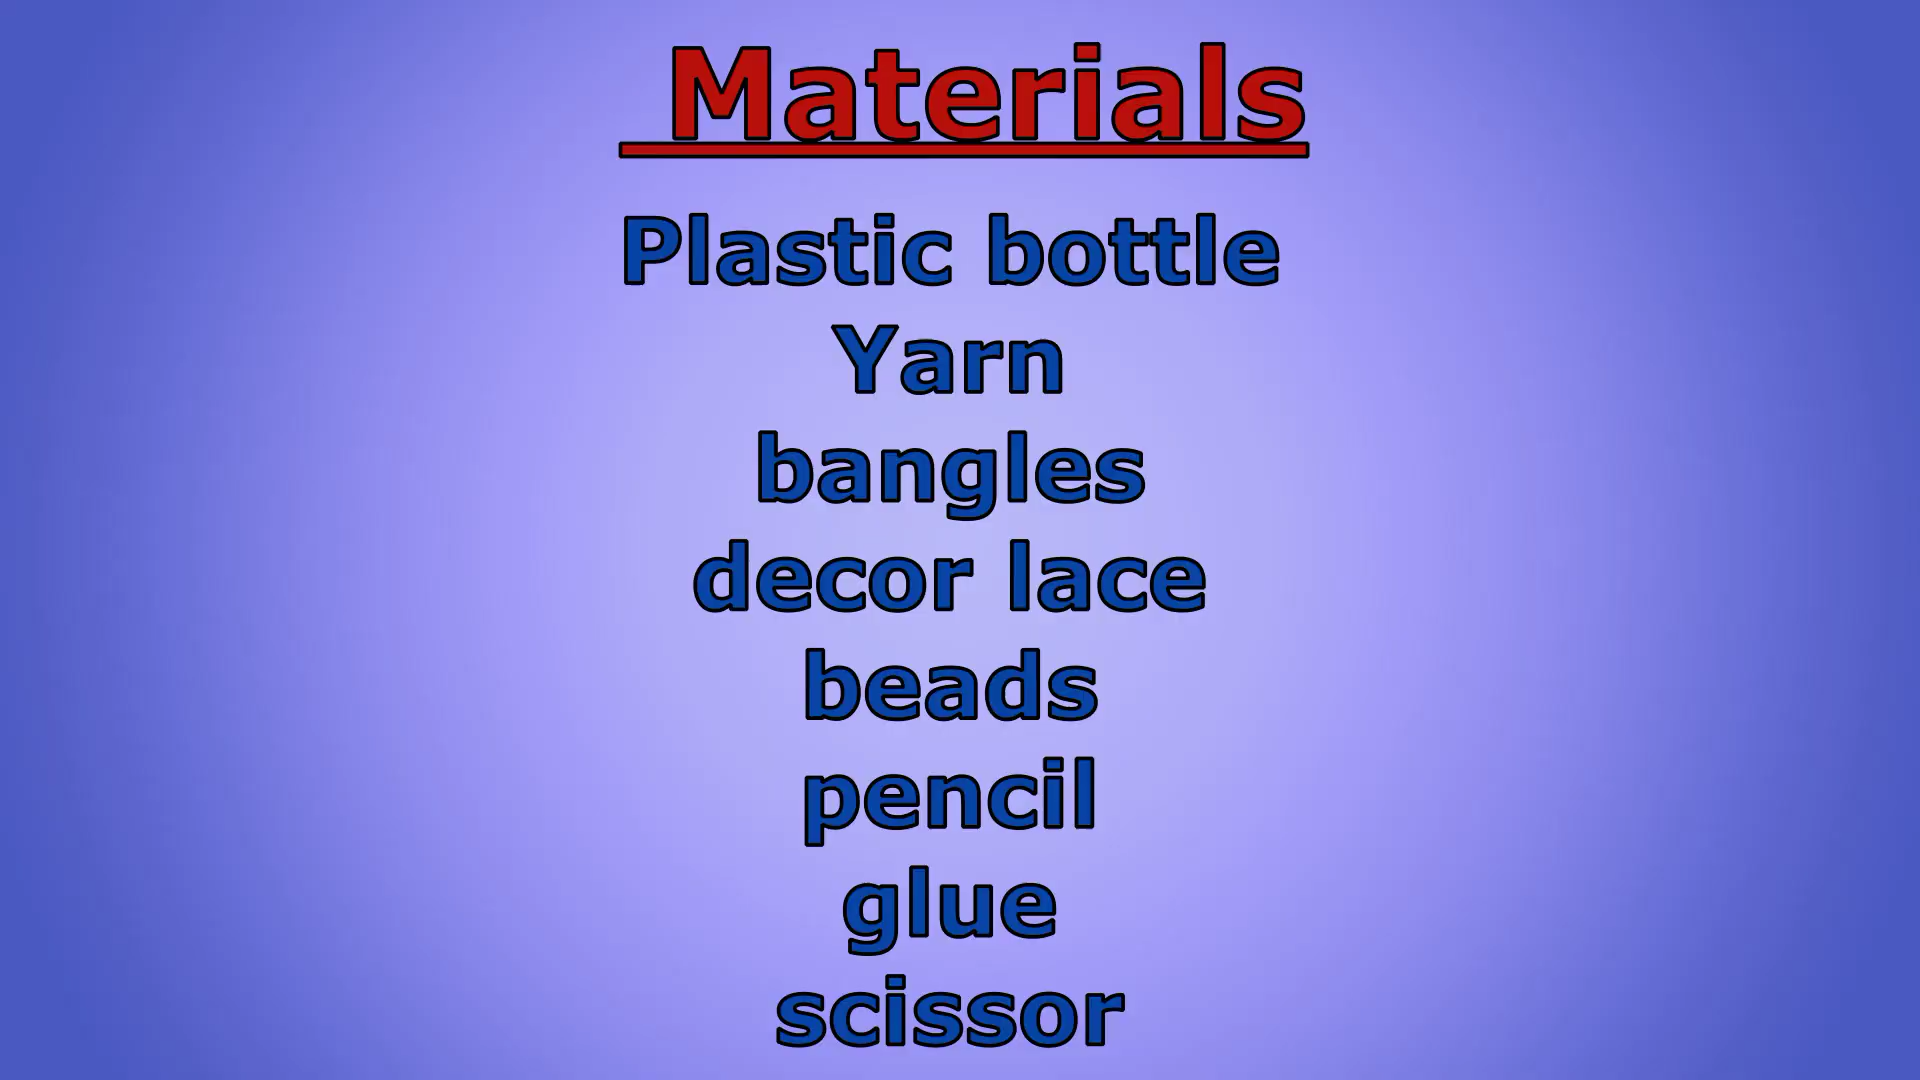 Materials
Plastic bottle
Yarn
bangles
decor lace
beads
pencil
glue
scissor